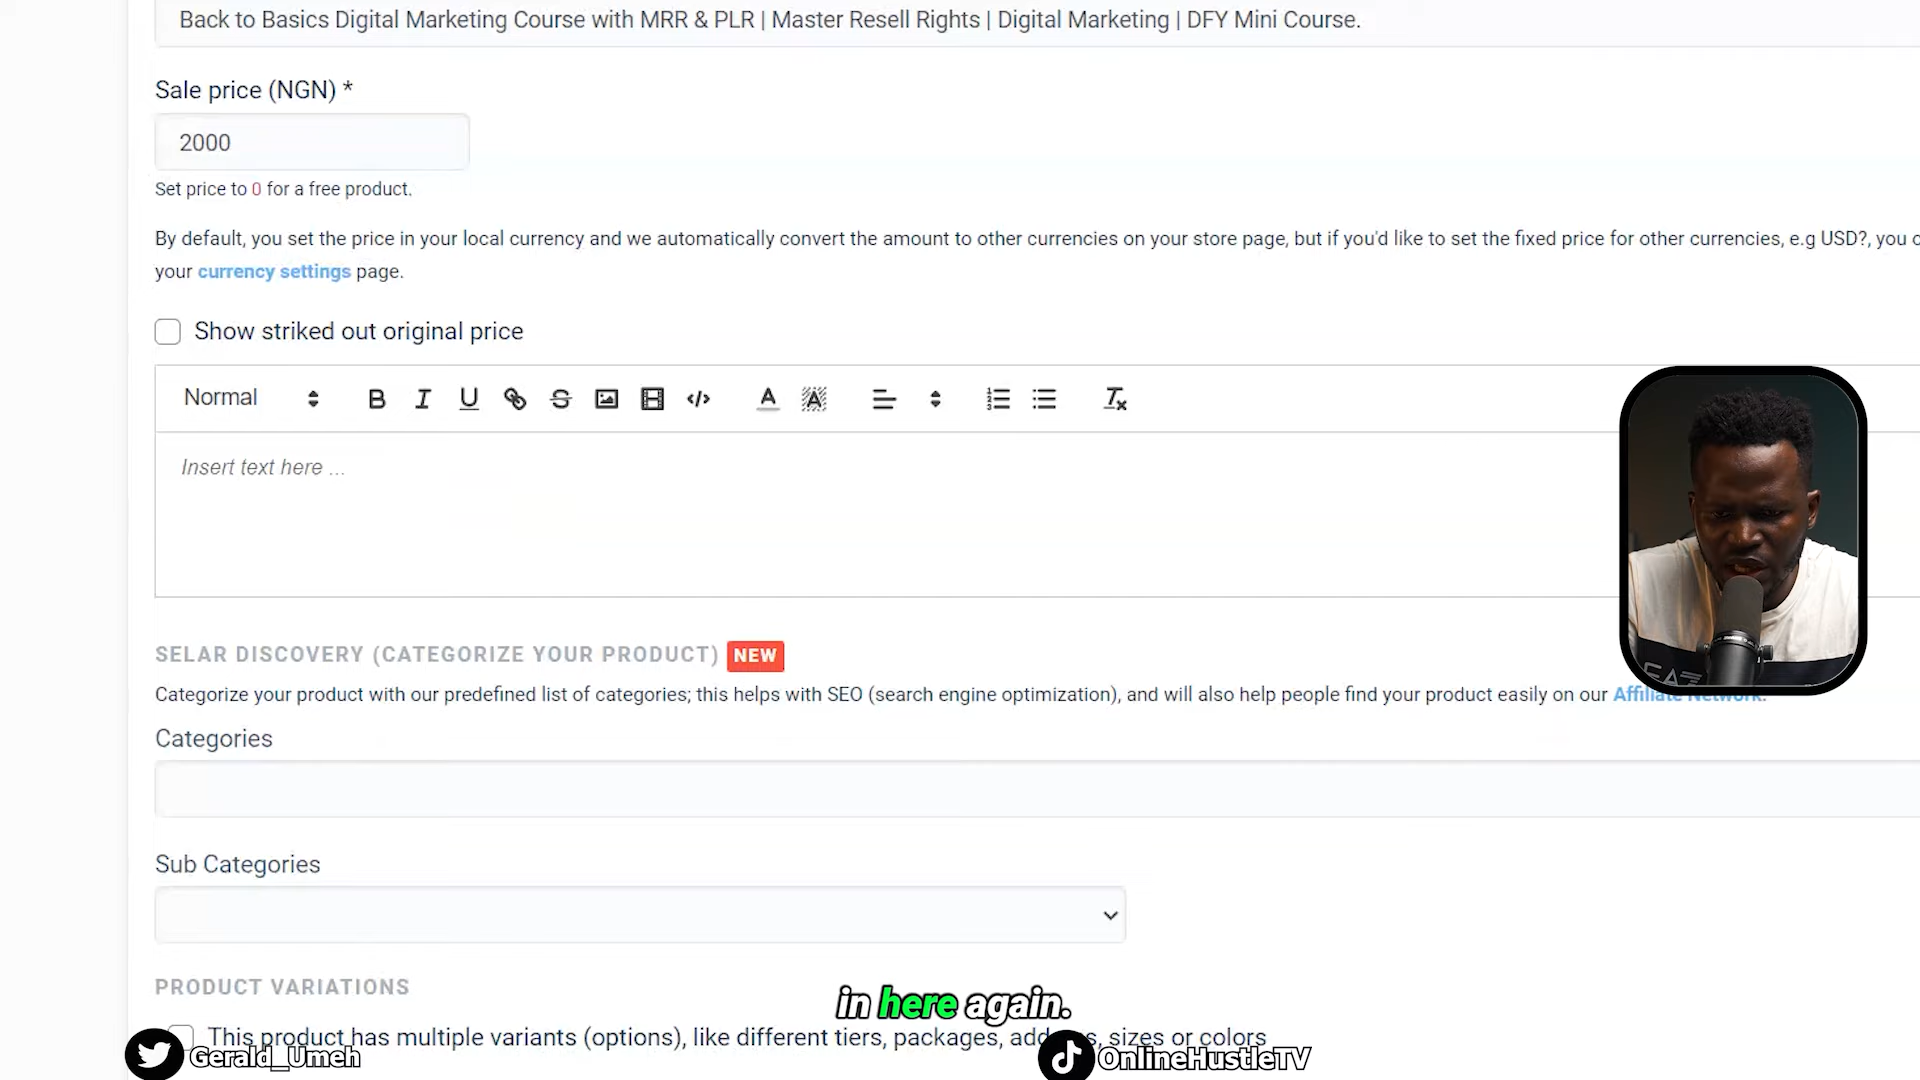 Back to Basics Digital Marketing Course with MRR & PLR | Master Resell Rights | Digital Marketing | DFY Mini Course.
Sale price (NGN) *
2000
Set price to 0 for a free product.
By default, you set the price in your local currency and we automatically convert the amount to other currencies on your store page, but if you'd like to set the fixed price for other currencies, e.g USD?, you
your currency settings page.
Show striked out original price
Normal
Insert text here ...
SELAR DISCOVERY (CATEGORIZE YOUR PRODUCT) NEW
Categorize your product with our predefined list of categories; this helps with SEO (search engine optimization), and will also help people find your product easily on our Affiliate Network.
Categories
Sub Categories
PRODUCT VARIATIONS
in here again.
This product has multiple variants (options), like different tiers, packages, sizes or colors
Gerald_Umeh
OnlineHustleTV